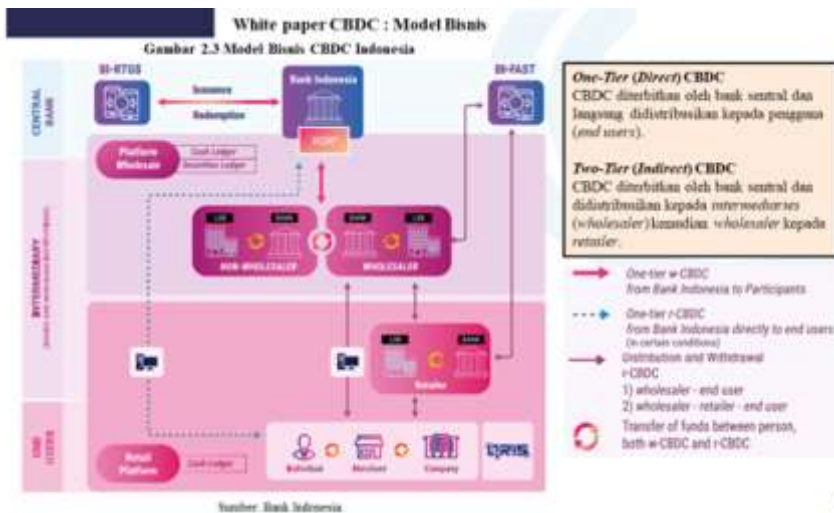 White paper CBDC : Model Bisnis
Gambar 2.3 Model Bisnis CBDC Indonesia
BI-RTGS
Issuance
Redemption
Bank Indonesia
BI-FAST
CENTRAL
BANK
Platform
Wholesale
Cash Ledger
Securities Ledger
INTERMEDIARY
NON-WHOLESALER
WHOLESALER
BANK
BANK
BANK
Retailer
END
USERS
Retail
Platform
Cash Ledger
Individual
Merchant
Company
QRIS
Sumber: Bank Indonesia
One-Tier (Direct) CBDC
CBDC diterbitkan oleh bank sentral dan
langsung didistribusikan kepada pengguna
(end users).
Two-Tier (Indirect) CBDC
CBDC diterbitkan oleh bank sentral dan
didistribusikan kepada intermediaries
(wholesaler) kemudian wholesaler kepada
retailer.
One-tier w-CBDC
from Bank Indonesia to Participants
One-tier r-CBDC
from Bank Indonesia directly to end users
(in certain conditions)
Distribution and Withdrawal
r-CBDC
1) wholesaler - end user
2) wholesaler - retailer - end user
Transfer of funds between person,
both w-CBDC and r-CBDC